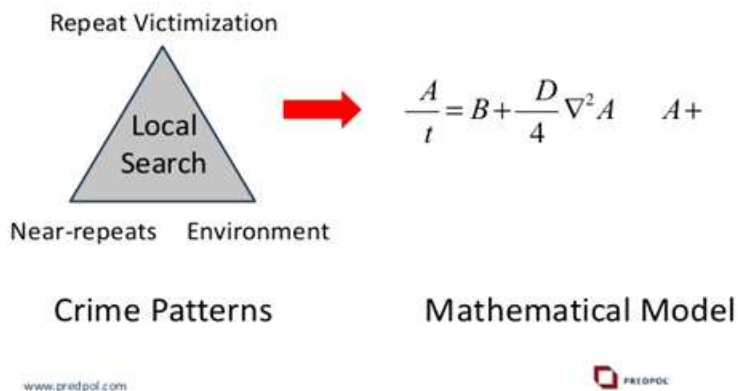 Repeat Victimization
Local
Search
Near-repeats Environment
A/t = B + D/4 ∇²A A+
Crime Patterns
Mathematical Model
www.predpol.com
PREDPOL